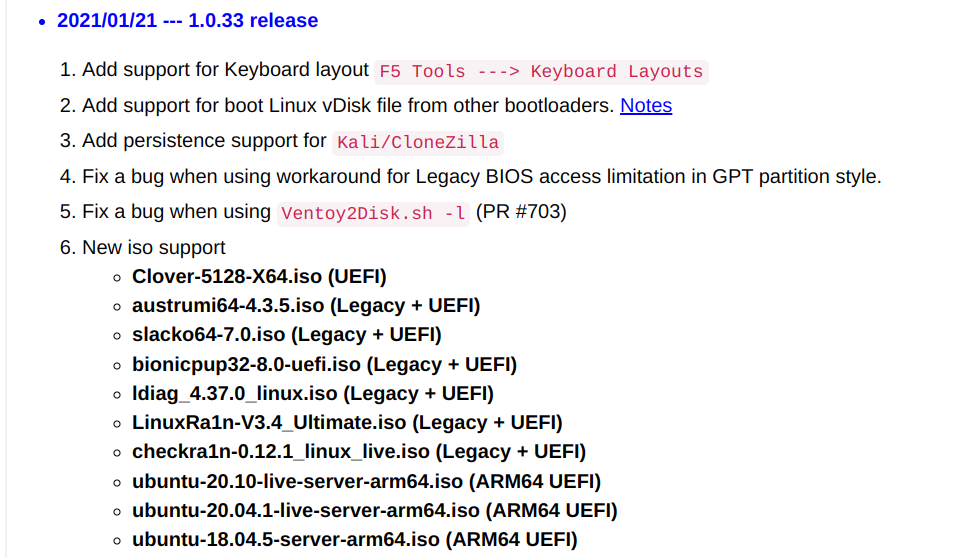 2021/01/21 --- 1.0.33 release
1. Add support for Keyboard layout F5 Tools ---> Keyboard Layouts
2. Add support for boot Linux vDisk file from other bootloaders. Notes
3. Add persistence support for Kali/CloneZilla
4. Fix a bug when using workaround for Legacy BIOS access limitation in GPT partition style.
5. Fix a bug when using Ventoy2Disk.sh -l (PR #703)
6. New iso support
Clover-5128-X64.iso (UEFI)
austrumi64-4.3.5.iso (Legacy + UEFI)
slacko64-7.0.iso (Legacy + UEFI)
bionicpup32-8.0-uefi.iso (Legacy + UEFI)
ldiag_4.37.0_linux.iso (Legacy + UEFI)
LinuxRa1n-V3.4_Ultimate.iso (Legacy + UEFI)
checkra1n-0.12.1_linux_live.iso (Legacy + UEFI)
ubuntu-20.10-live-server-arm64.iso (ARM64 UEFI)
ubuntu-20.04.1-live-server-arm64.iso (ARM64 UEFI)
ubuntu-18.04.5-server-arm64.iso (ARM64 UEFI)